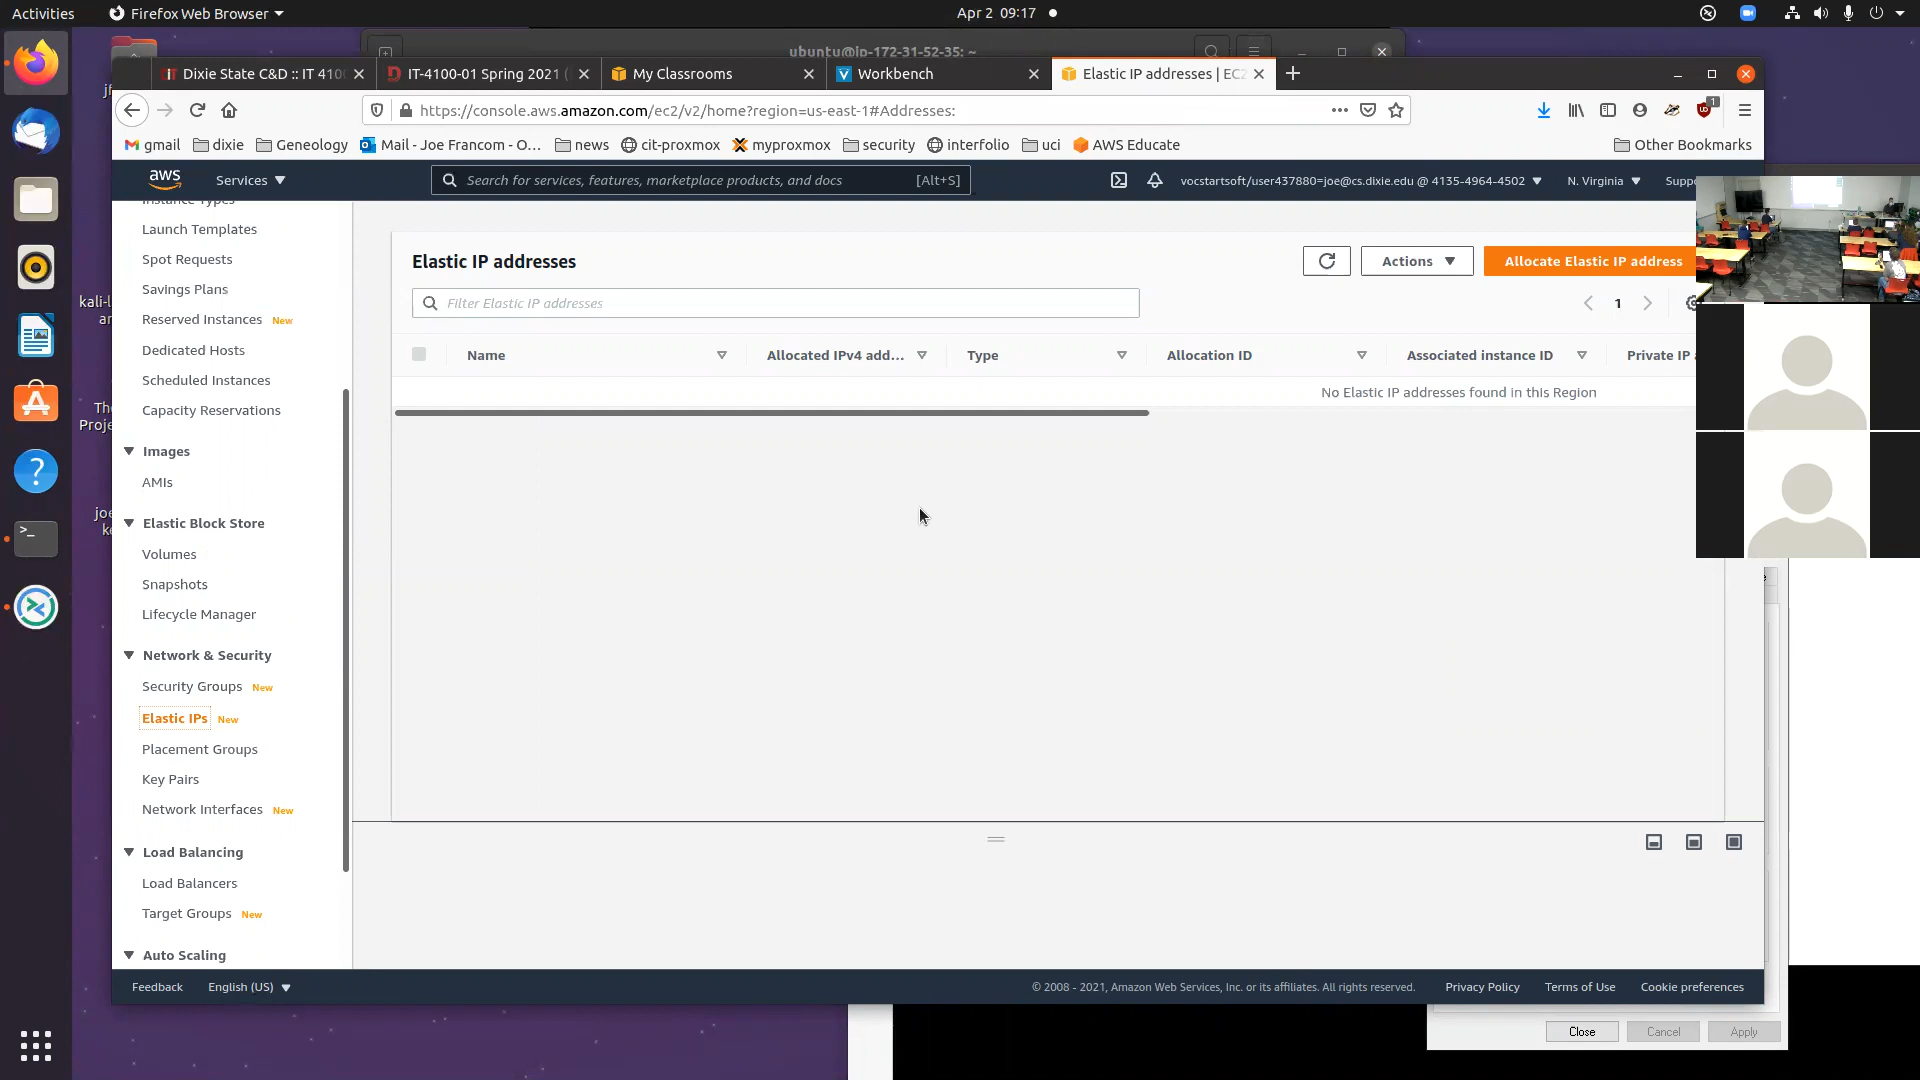 Activities
Firefox Web Browser
Apr 2 09:17
ubuntu@ip-172-31-52-35: ~
Dixie State C&D :: IT 410
IT-4100-01 Spring 2021 (
My Classrooms
Workbench
Elastic IP addresses | EC2
https://console.aws.amazon.com/ec2/v2/home?region=us-east-1#Addresses:
1
gmail
dixie
Geneology
Mail - Joe Francom - O...
news
cit-proxmox
myproxmox
security
interfolio
uci
AWS Educate
Other Bookmarks
aws
Services
Search for services, features, marketplace products, and docs
[Alt+S]
vocstartsoft/user437880=joe@cs.dixie.edu @ 4135-4964-4502
N. Virginia
Suppo
Instance Types
Launch Templates
Spot Requests
Savings Plans
Reserved Instances New
Dedicated Hosts
Scheduled Instances
Capacity Reservations
Images
AMIs
Elastic Block Store
Volumes
Snapshots
Lifecycle Manager
Network & Security
Security Groups New
Elastic IPs New
Placement Groups
Key Pairs
Network Interfaces New
Load Balancing
Load Balancers
Target Groups New
Auto Scaling
Elastic IP addresses
Actions
Allocate Elastic IP address
Filter Elastic IP addresses
1
Name
Allocated IPv4 add...
Type
Allocation ID
Associated instance ID
Private IP a
No Elastic IP addresses found in this Region
kali-l
ar
Th
Proje
joe
k
Feedback
English (US)
© 2008 - 2021, Amazon Web Services, Inc. or its affiliates. All rights reserved.
Privacy Policy
Terms of Use
Cookie preferences
Close
Cancel
Apply